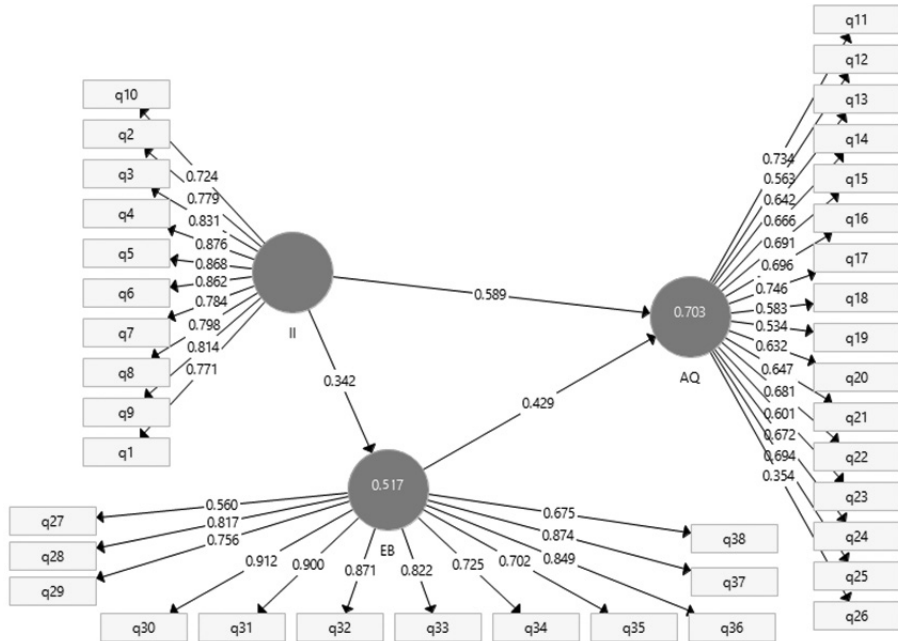 q10
q2
q3
q4
q5
q6
q7
q8
q9
q1
0.724
0.779
0.831
0.876
0.868
0.862
0.784
0.798
0.814
0.771
II
0.589
0.342
0.429
0.703
AQ
0.734
0.563
0.642
0.666
0.691
0.696
0.746
0.583
0.534
0.632
0.647
0.681
0.601
0.672
0.694
0.354
q11
q12
q13
q14
q15
q16
q17
q18
q19
q20
q21
q22
q23
q24
q25
q26
0.517
EB
0.560
0.817
0.756
0.912
0.900
0.871
0.822
0.725
0.702
0.849
0.874
0.675
q27
q28
q29
q30
q31
q32
q33
q34
q35
q36
q37
q38